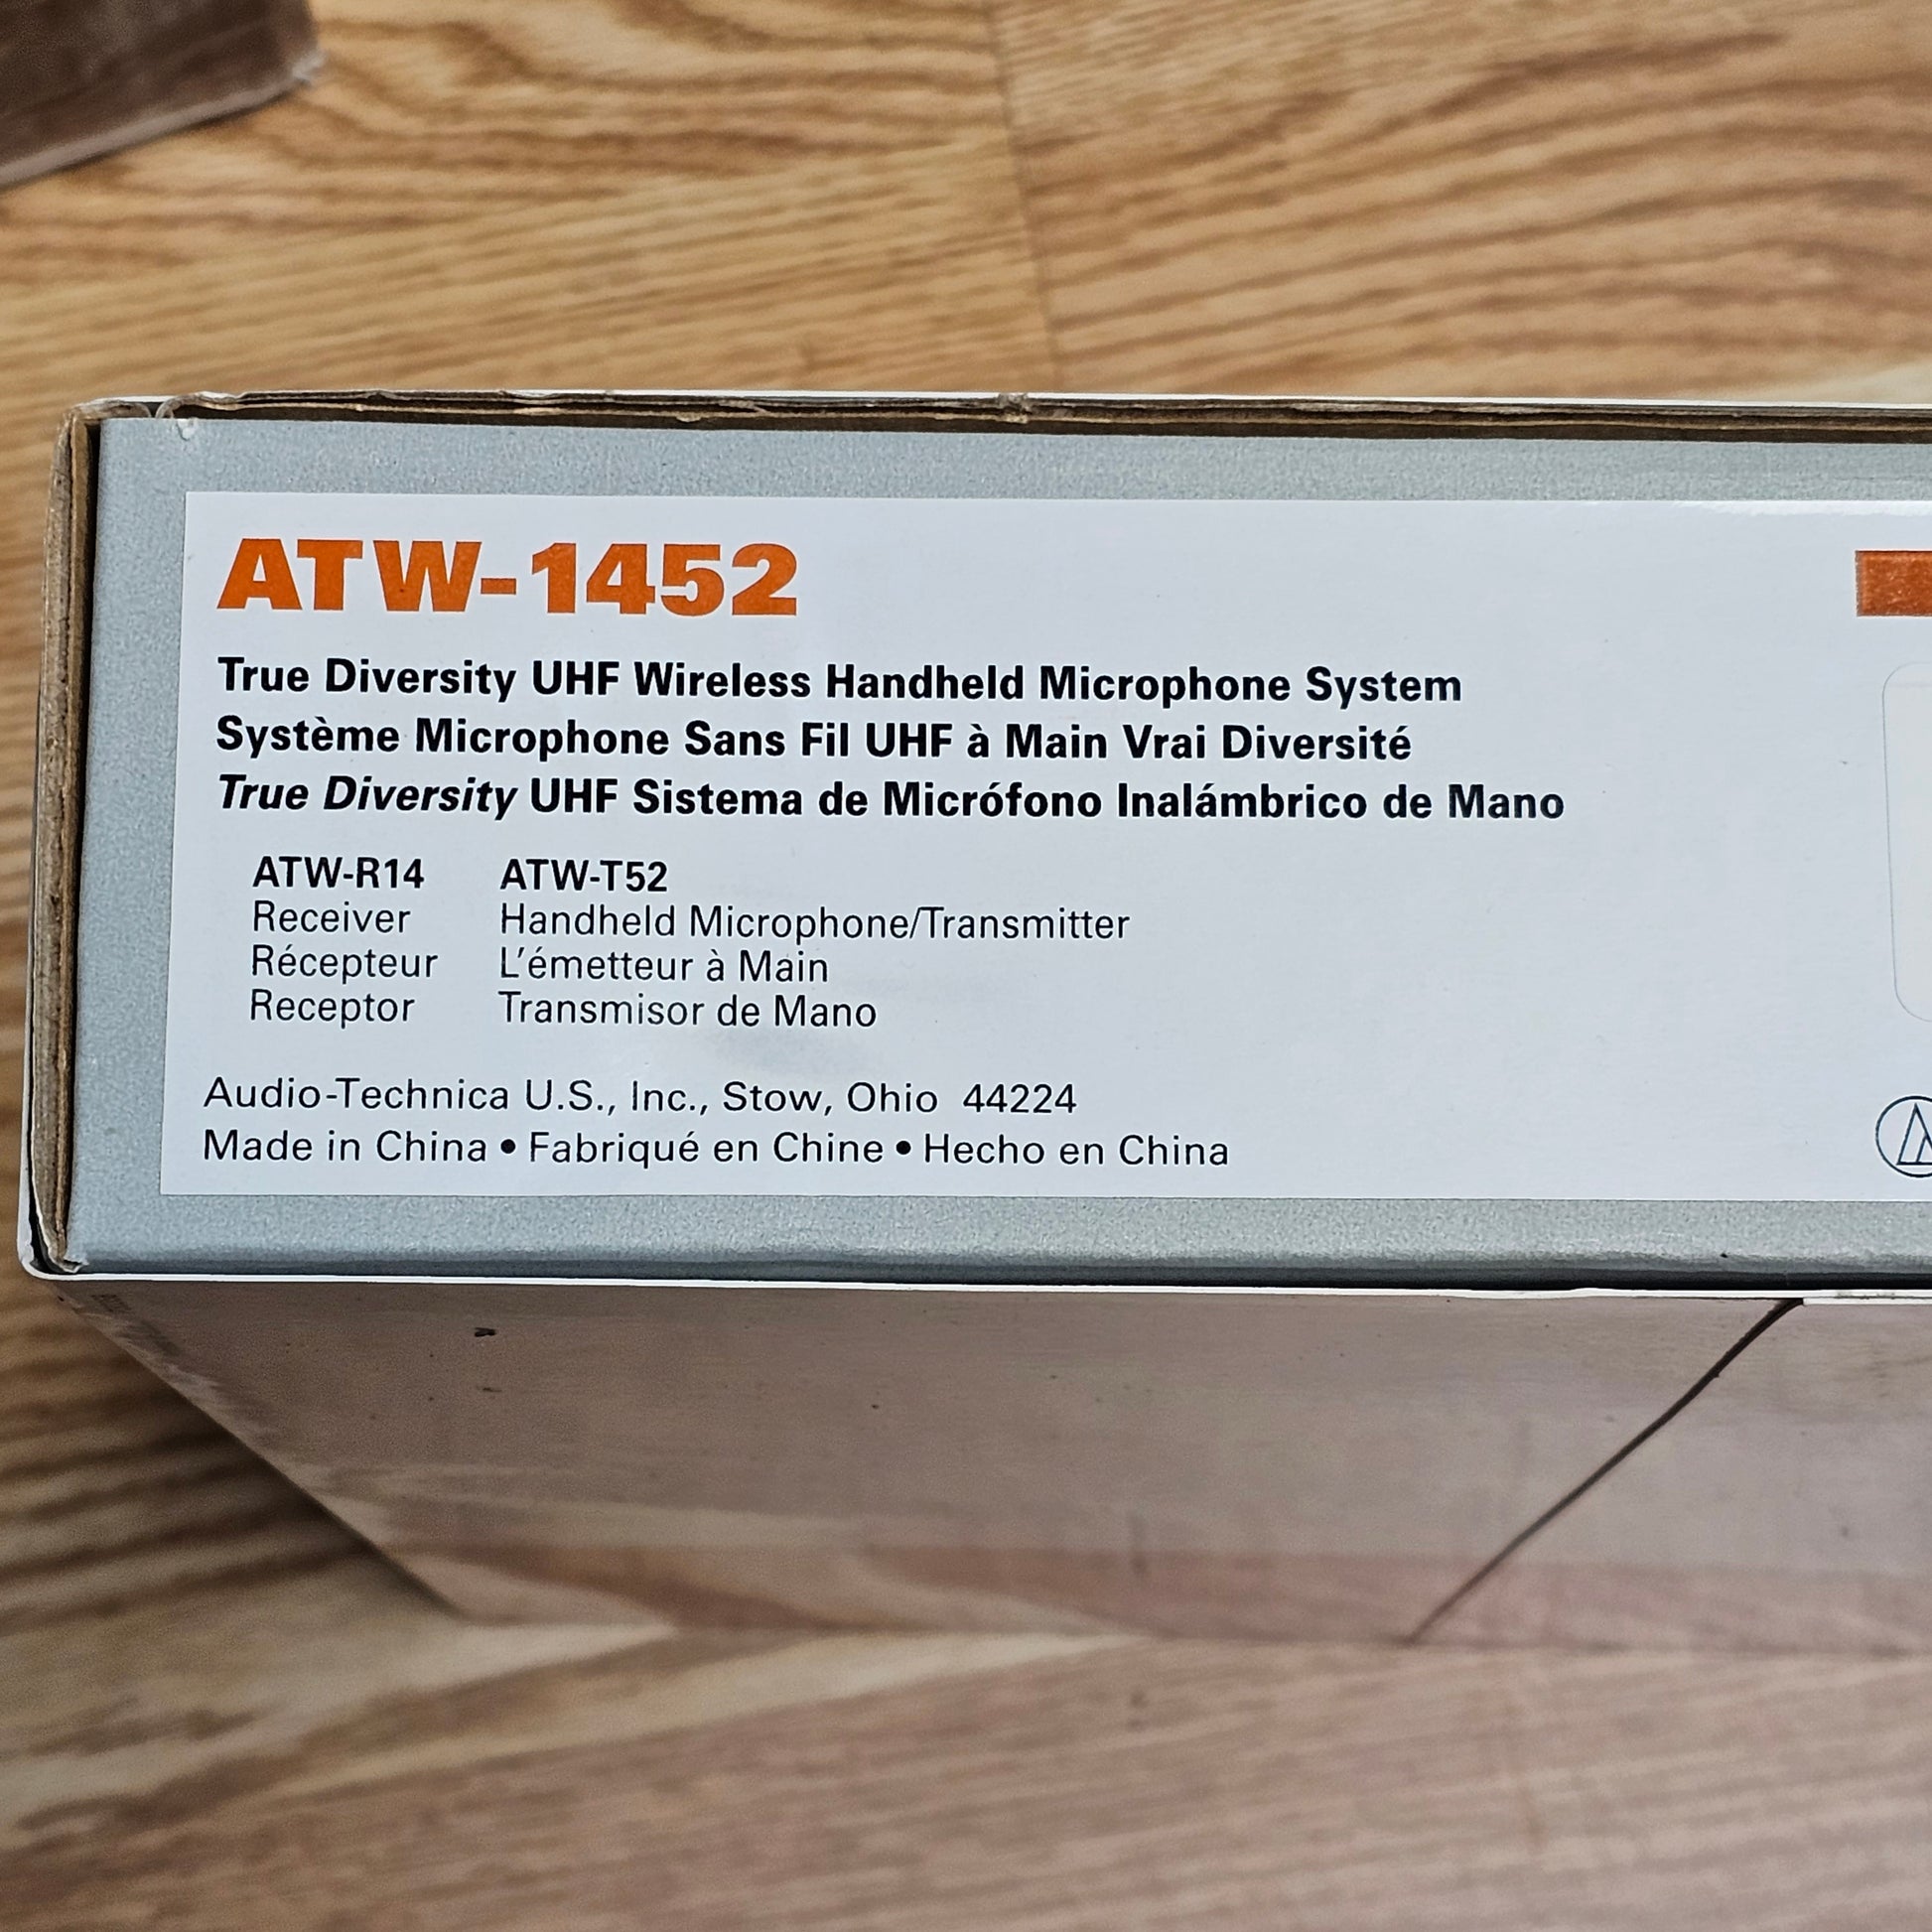 ATW-1452
True Diversity UHF Wireless Handheld Microphone System
Système Microphone Sans Fil UHF à Main Vrai Diversité
True Diversity UHF Sistema de Micrófono Inalámbrico de Mano
ATW-R14 ATW-T52
Receiver Handheld Microphone/Transmitter
Récepteur L'émetteur à Main
Receptor Transmisor de Mano
Audio-Technica U.S., Inc., Stow, Ohio 44224
Made in China • Fabriqué en Chine • Hecho en China